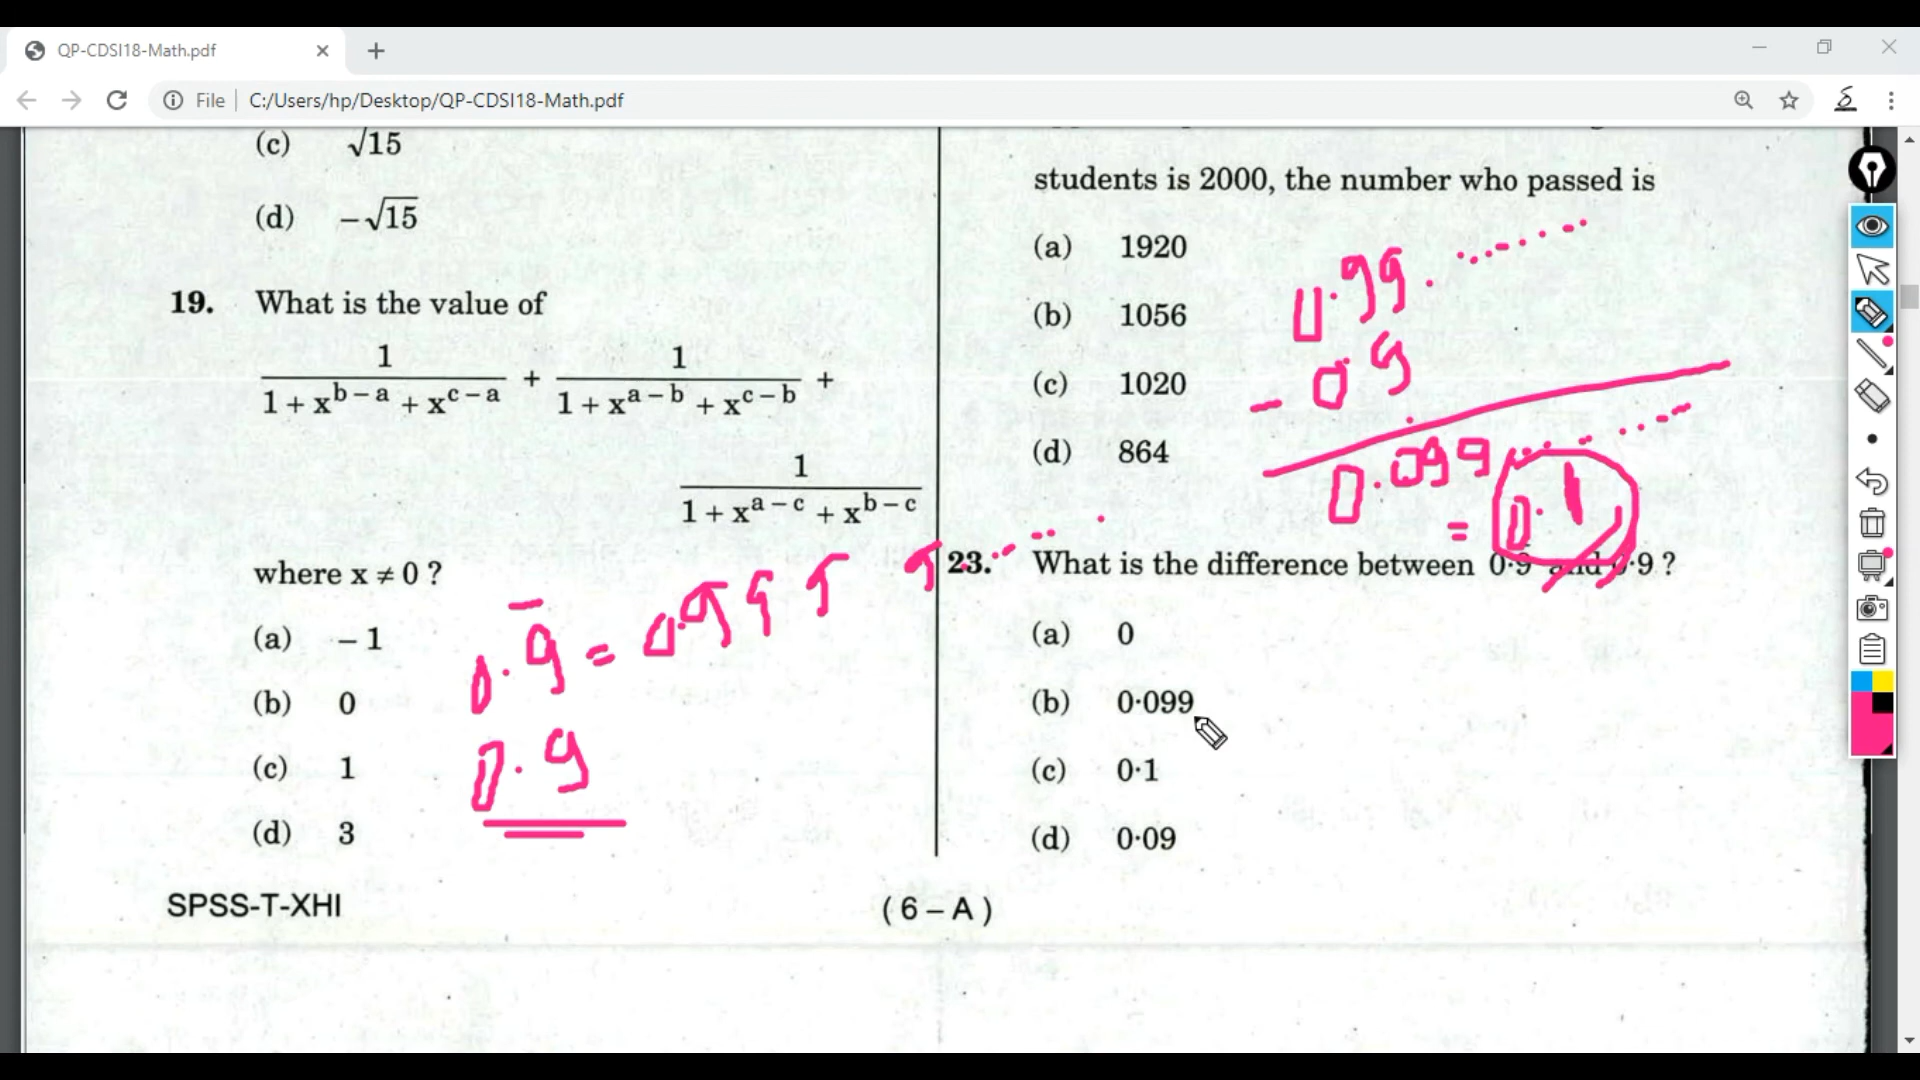 QP-CDSI18-Math.pdf
File C:/Users/hp/Desktop/QP-CDSI18-Math.pdf
(c) √15
(d) – √15
19. What is the value of
1 / (1 + x^(b – a) + x^(c – a)) + 1 / (1 + x^(a – b) + x^(c – b)) +
1 / (1 + x^(a – c) + x^(b – c))
where x ≠ 0 ?
(a) – 1
(b) 0
(c) 1
(d) 3
0.9̅ = 0.999 9 9......
0.9
students is 2000, the number who passed is
(a) 1920
(b) 1056
(c) 1020
(d) 864
0.99.........
– 0.9
0.099.........
= 0.1
23. What is the difference between 0·9 and 0·9 ?
(a) 0
(b) 0·099
(c) 0·1
(d) 0·09
SPSS-T-XHI
( 6 – A )